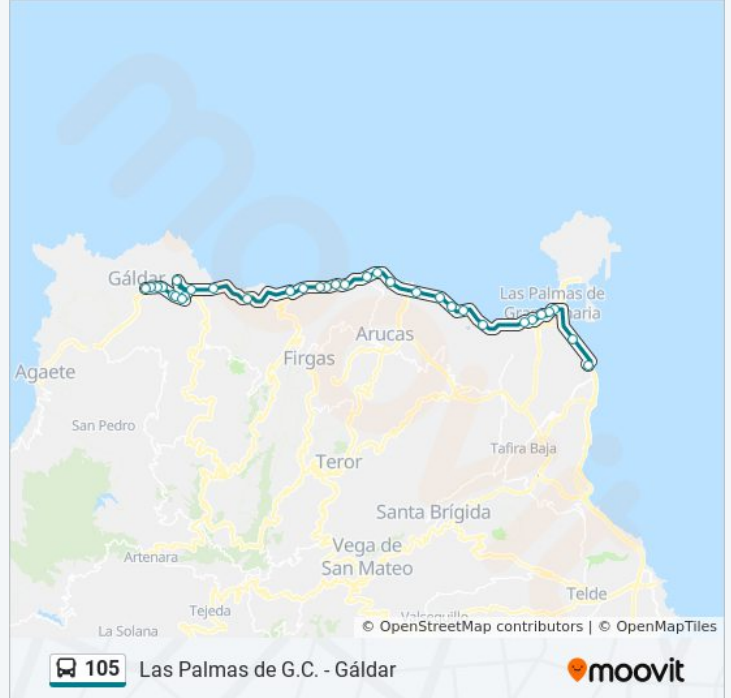 Gáldar
Las Palmas de
Gran Canaria
Arucas
Firgas
Agaete
San Pedro
Tafira Baja
Teror
Santa Brígida
Vega de
San Mateo
Artenara
Telde
Tejeda
Valsequillo
La Solana
© OpenStreetMap contributors | © OpenMapTiles
105 Las Palmas de G.C. - Gáldar
moovit